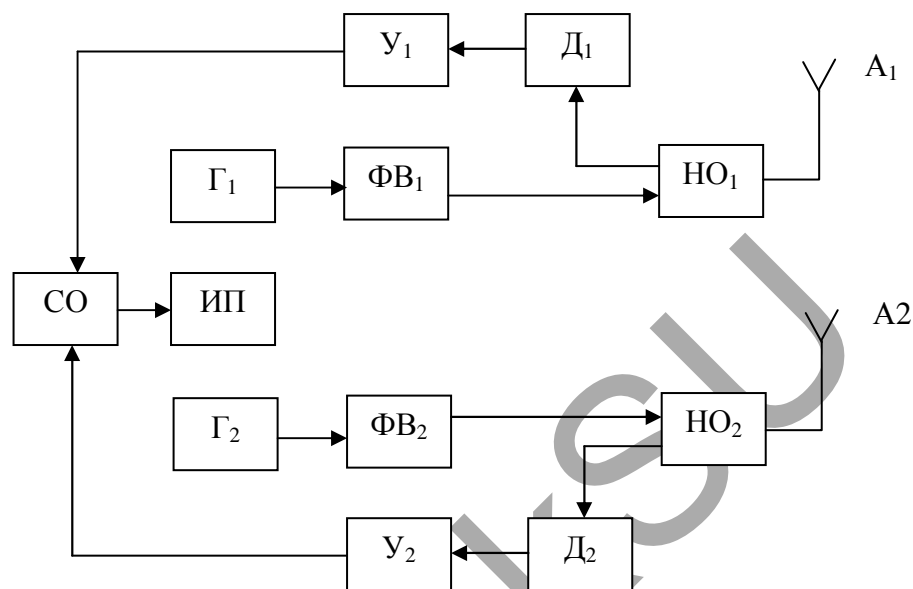 У₁ Д₁ А₁
Г₁ ФВ₁ НО₁
СО ИП А2
Г₂ ФВ₂ НО₂
У₂ Д₂